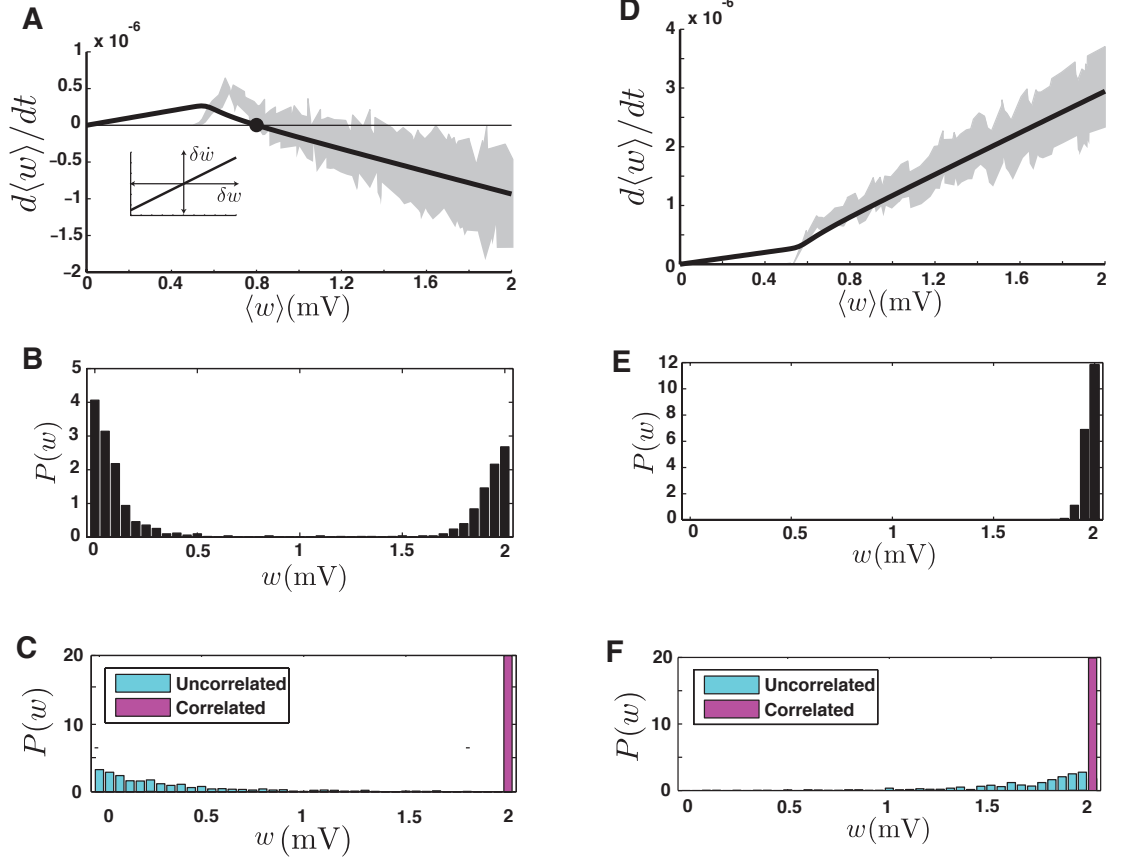 A
x 10⁻⁶
1
0.5
0
−0.5
−1
−1.5
−2
d⟨w⟩/dt
δẇ
δw
0 0.4 0.8 1.2 1.6 2
⟨w⟩(mV)
D
x 10⁻⁶
4
3
2
1
0
d⟨w⟩/dt
0 0.4 0.8 1.2 1.6 2
⟨w⟩(mV)
B
5
4
3
2
1
0
P(w)
0 0.5 1 1.5 2
w(mV)
E
12
10
8
6
4
2
0
P(w)
0 0.5 1 1.5 2
w(mV)
C
20
10
0
P(w)
Uncorrelated
Correlated
0 0.5 1 1.5 2
w(mV)
F
20
10
0
P(w)
Uncorrelated
Correlated
0 0.5 1 1.5 2
w(mV)